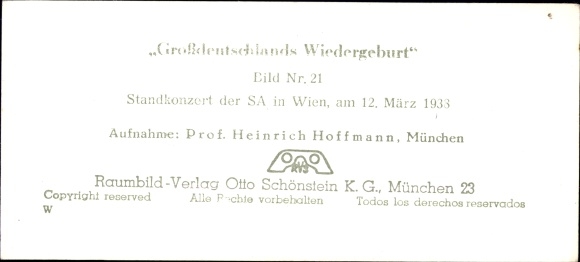 „Großdeutschlands Wiedergeburt“
Bild Nr. 21
Standkonzert der SA in Wien, am 12. März 1933
Aufnahme: Prof. Heinrich Hoffmann, München
RVS
Raumbild-Verlag Otto Schönstein K. G., München 23
Copyright reserved Alle Rechte vorbehalten Todos los derechos reservados
W